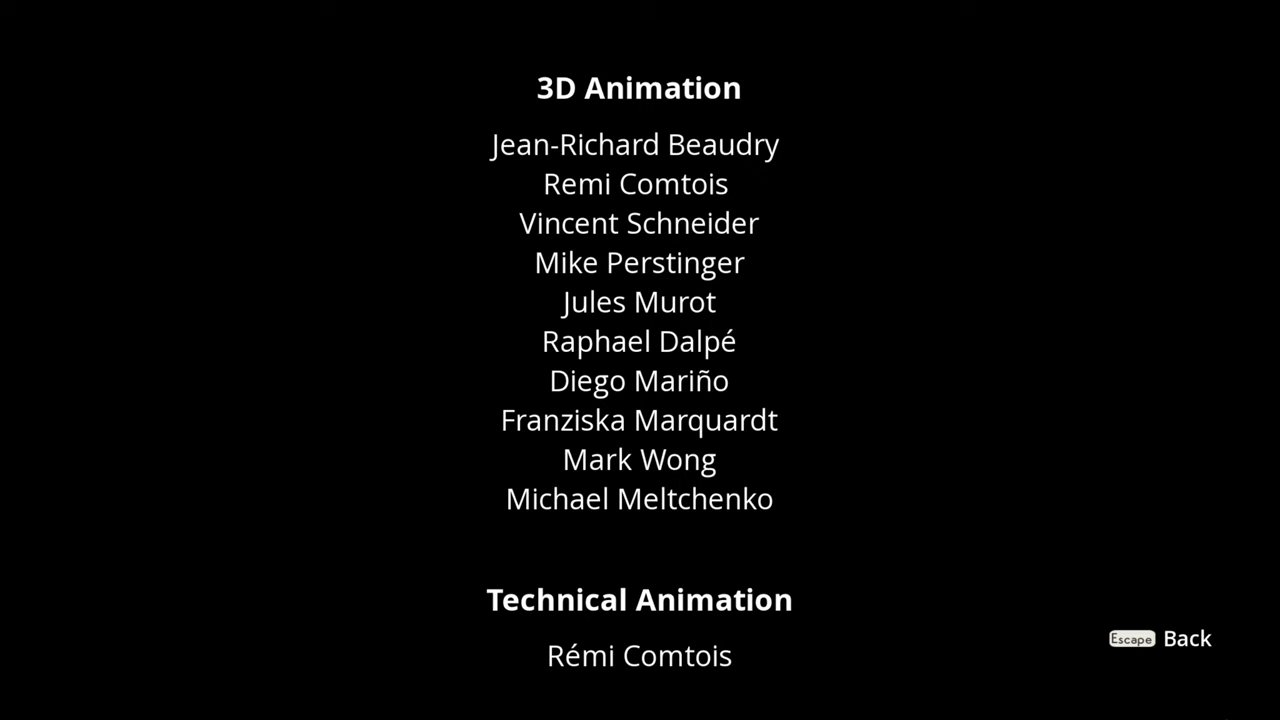 3D Animation
Jean-Richard Beaudry
Remi Comtois
Vincent Schneider
Mike Perstinger
Jules Murot
Raphael Dalpé
Diego Mariño
Franziska Marquardt
Mark Wong
Michael Meltchenko
Technical Animation
Escape Back
Rémi Comtois